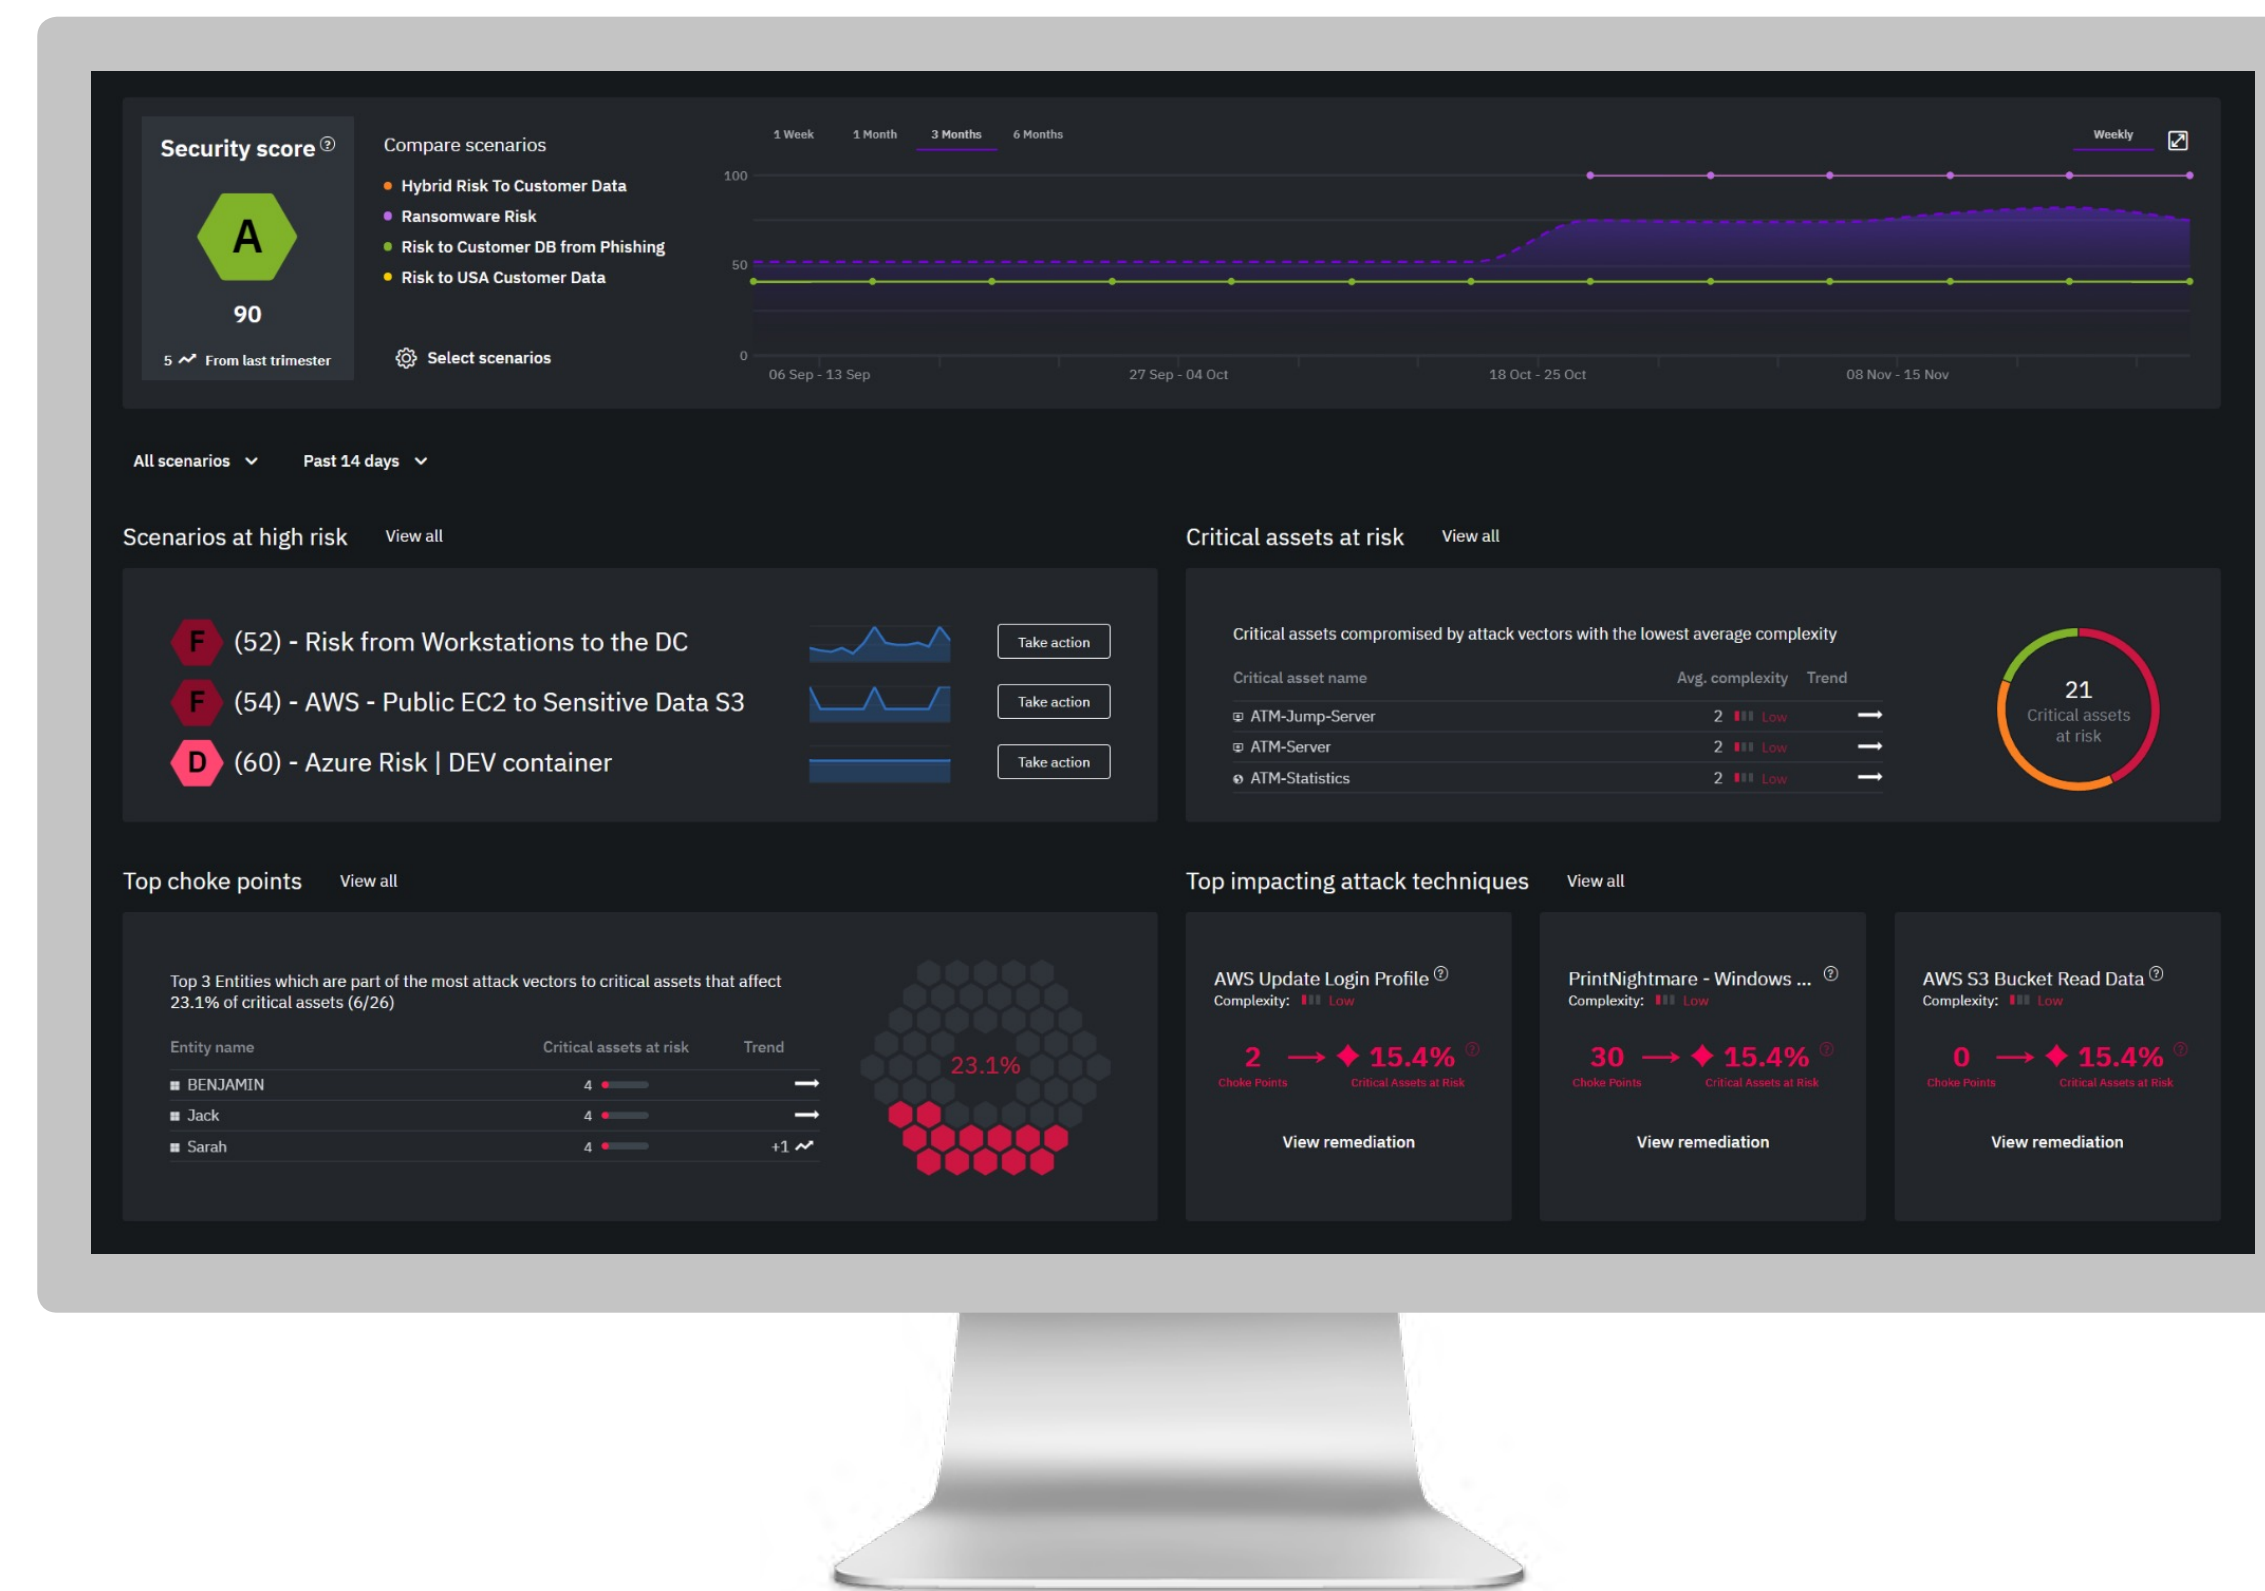 Security score
A
90
5 From last trimester
Compare scenarios
Hybrid Risk To Customer Data
Ransomware Risk
Risk to Customer DB from Phishing
Risk to USA Customer Data
Select scenarios
1 Week 1 Month 3 Months 6 Months
Weekly
100
50
0
06 Sep - 13 Sep 27 Sep - 04 Oct 18 Oct - 25 Oct 08 Nov - 15 Nov
All scenarios Past 14 days
Scenarios at high risk View all
F (52) - Risk from Workstations to the DC Take action
F (54) - AWS - Public EC2 to Sensitive Data S3 Take action
D (60) - Azure Risk | DEV container Take action
Critical assets at risk View all
Critical assets compromised by attack vectors with the lowest average complexity
Critical asset name Avg. complexity Trend
ATM-Jump-Server 2 Low
ATM-Server 2 Low
ATM-Statistics 2 Low
21
Critical assets
at risk
Top choke points View all
Top 3 Entities which are part of the most attack vectors to critical assets that affect
23.1% of critical assets (6/26)
Entity name Critical assets at risk Trend
BENJAMIN 4
Jack 4
Sarah 4 +1
23.1%
Top impacting attack techniques View all
AWS Update Login Profile ?
Complexity: Low
2 15.4% ?
Choke Points Critical Assets at Risk
View remediation
PrintNightmare - Windows ... ?
Complexity: Low
30 15.4% ?
Choke Points Critical Assets at Risk
View remediation
AWS S3 Bucket Read Data ?
Complexity: Low
0 15.4% ?
Choke Points Critical Assets at Risk
View remediation